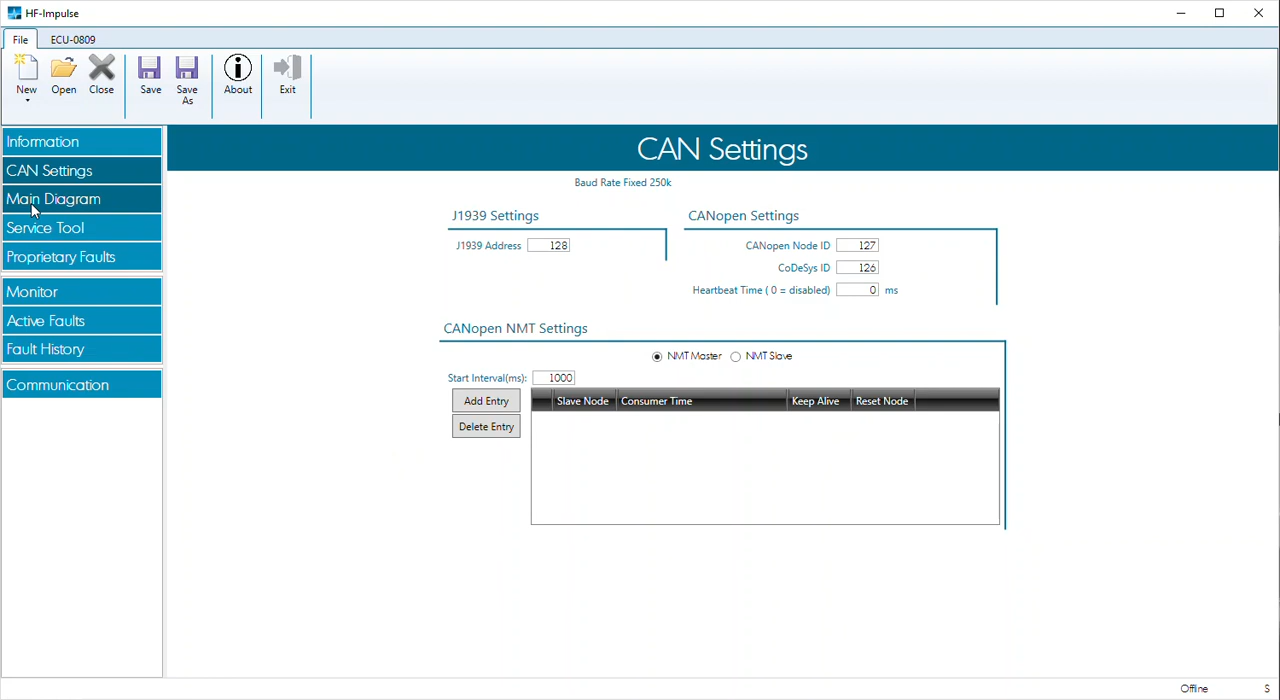 HF-Impulse
File ECU-0809
New Open Close Save Save As About Exit
Information
CAN Settings
Main Diagram
Service Tool
Proprietary Faults
Monitor
Active Faults
Fault History
Communication
CAN Settings
Baud Rate Fixed 250k
J1939 Settings
J1939 Address 128
CANopen Settings
CANopen Node ID 127
CoDeSys ID 126
Heartbeat Time ( 0 = disabled) 0 ms
CANopen NMT Settings
NMT Master NMT Slave
Start Interval(ms): 1000
Add Entry
Delete Entry
Slave Node Consumer Time Keep Alive Reset Node
Offline S